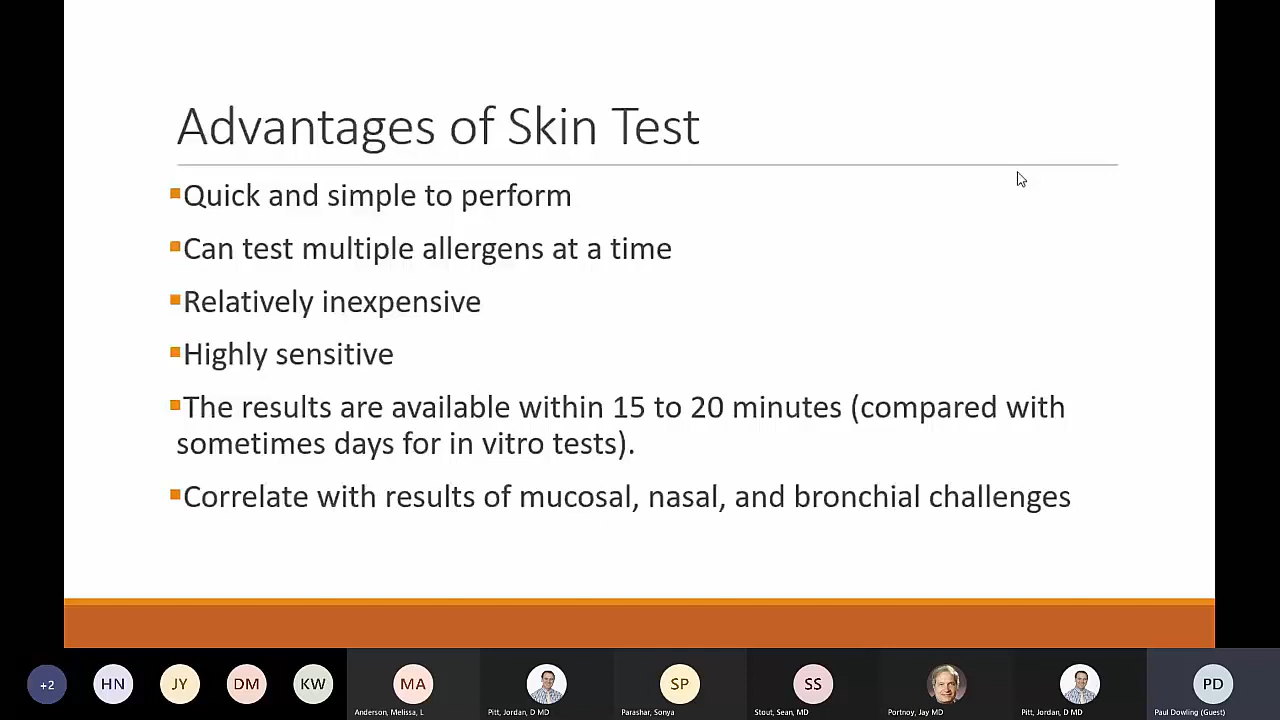 Advantages of Skin Test
Quick and simple to perform
Can test multiple allergens at a time
Relatively inexpensive
Highly sensitive
The results are available within 15 to 20 minutes (compared with
sometimes days for in vitro tests).
Correlate with results of mucosal, nasal, and bronchial challenges
+2
HN
JY
DM
KW
MA
SP
SS
PD
Anderson, Melissa, L
Pitt, Jordan, D MD
Parashar, Sonya
Stout, Sean, MD
Portnoy, Jay MD
Pitt, Jordan, D MD
Paul Dowling (Guest)